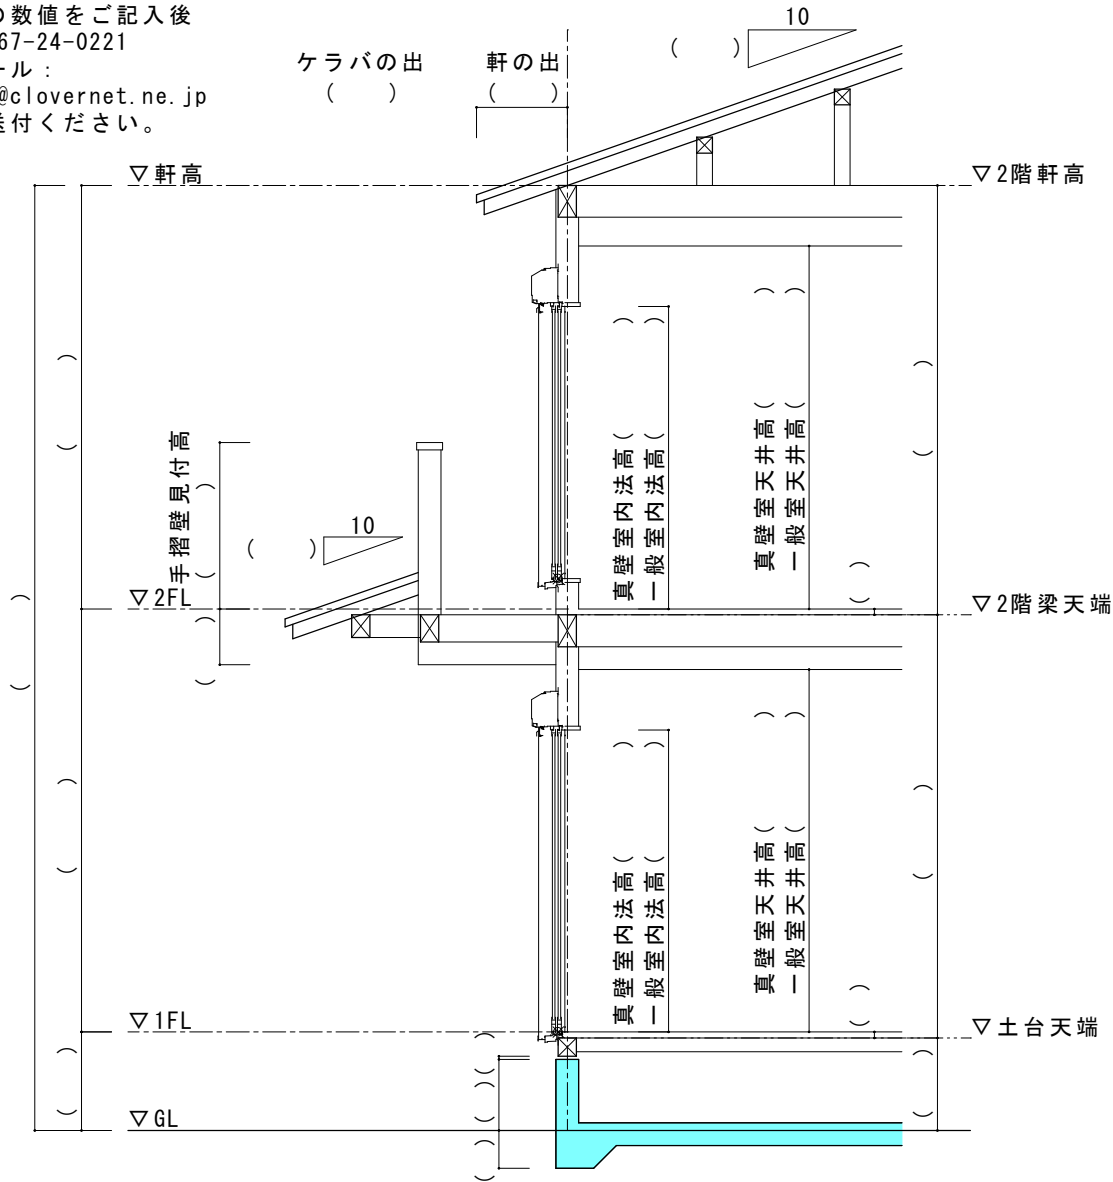 の数値をご記入後
67-24-0221
ール：
@clovernet.ne.jp
送付ください。
ケラバの出
(　　)
軒の出
(　　)
(　　)
10
▽軒高
▽2階軒高
真壁室内法高(　　)
一般室内法高(　　)
真壁室天井高(　　)
一般室天井高(　　)
(　　)
(　　)
手摺壁見付高
(　　)
(　　)
10
(　　)
(　　)
▽2FL
▽2階梁天端
(　　)
(　　)
真壁室内法高(　　)
一般室内法高(　　)
真壁室天井高(　　)
一般室天井高(　　)
(　　)
(　　)
(　　)
▽1FL
▽土台天端
(　　)
(　　)
(　　)
(　　)
(　　)
▽GL